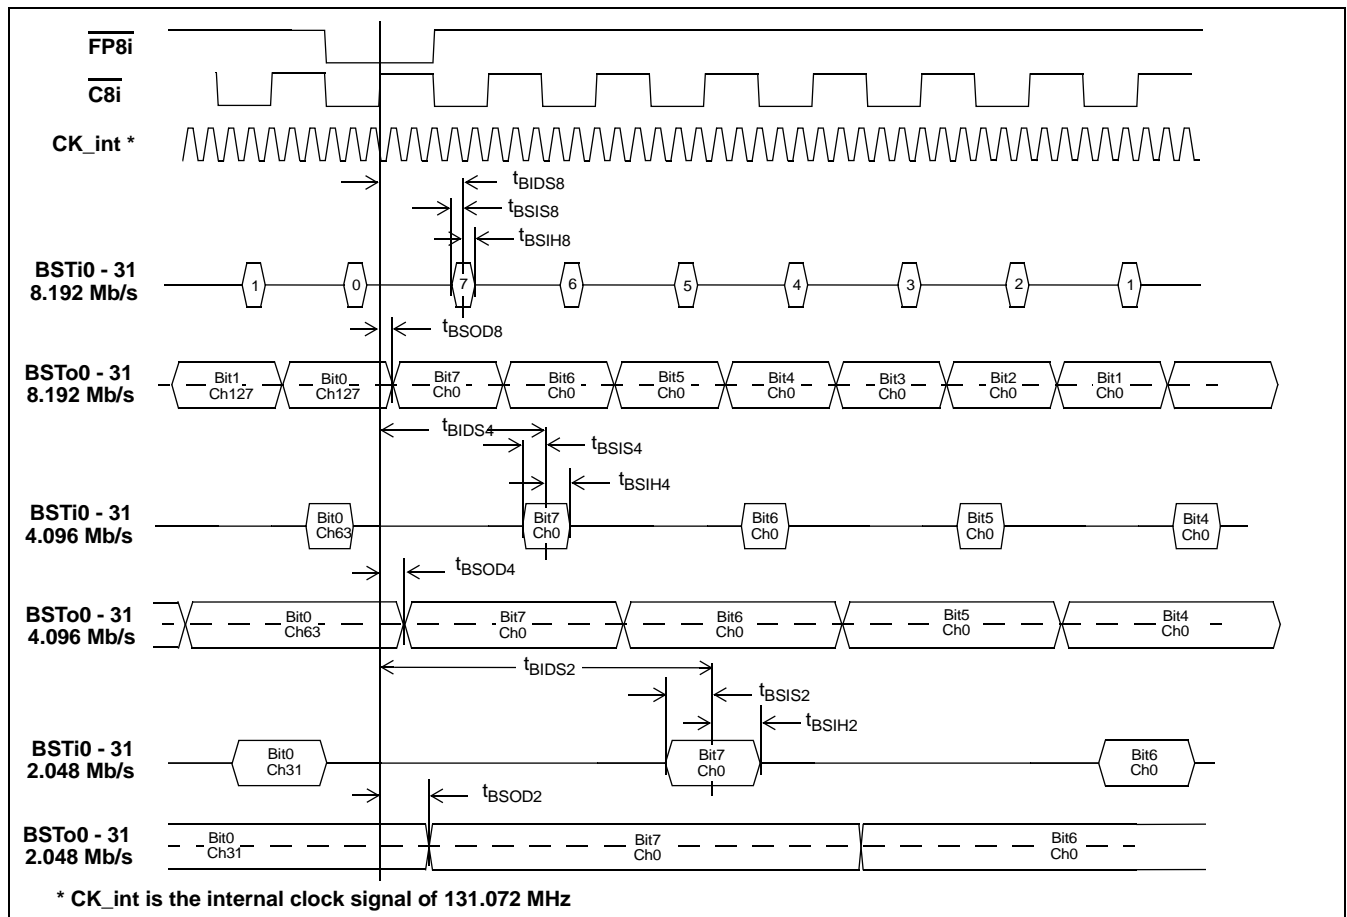 FP8i
C8i
CK_int *
tBIDS8
tBSIS8
tBSIH8
BSTi0 - 31
8.192 Mb/s
1 0 7 6 5 4 3 2 1
tBSOD8
BSTo0 - 31
8.192 Mb/s
Bit1 Bit0 Bit7 Bit6 Bit5 Bit4 Bit3 Bit2 Bit1
Ch127 Ch127 Ch0 Ch0 Ch0 Ch0 Ch0 Ch0 Ch0
tBIDS4
tBSIS4
tBSIH4
BSTi0 - 31
4.096 Mb/s
Bit0 Bit7 Bit6 Bit5 Bit4
Ch63 Ch0 Ch0 Ch0 Ch0
tBSOD4
BSTo0 - 31
4.096 Mb/s
Bit0 Bit7 Bit6 Bit5 Bit4
Ch63 Ch0 Ch0 Ch0 Ch0
tBIDS2
tBSIS2
tBSIH2
BSTi0 - 31
2.048 Mb/s
Bit0 Bit7 Bit6
Ch31 Ch0 Ch0
tBSOD2
BSTo0 - 31
2.048 Mb/s
Bit0 Bit7 Bit6
Ch31 Ch0 Ch0
* CK_int is the internal clock signal of 131.072 MHz